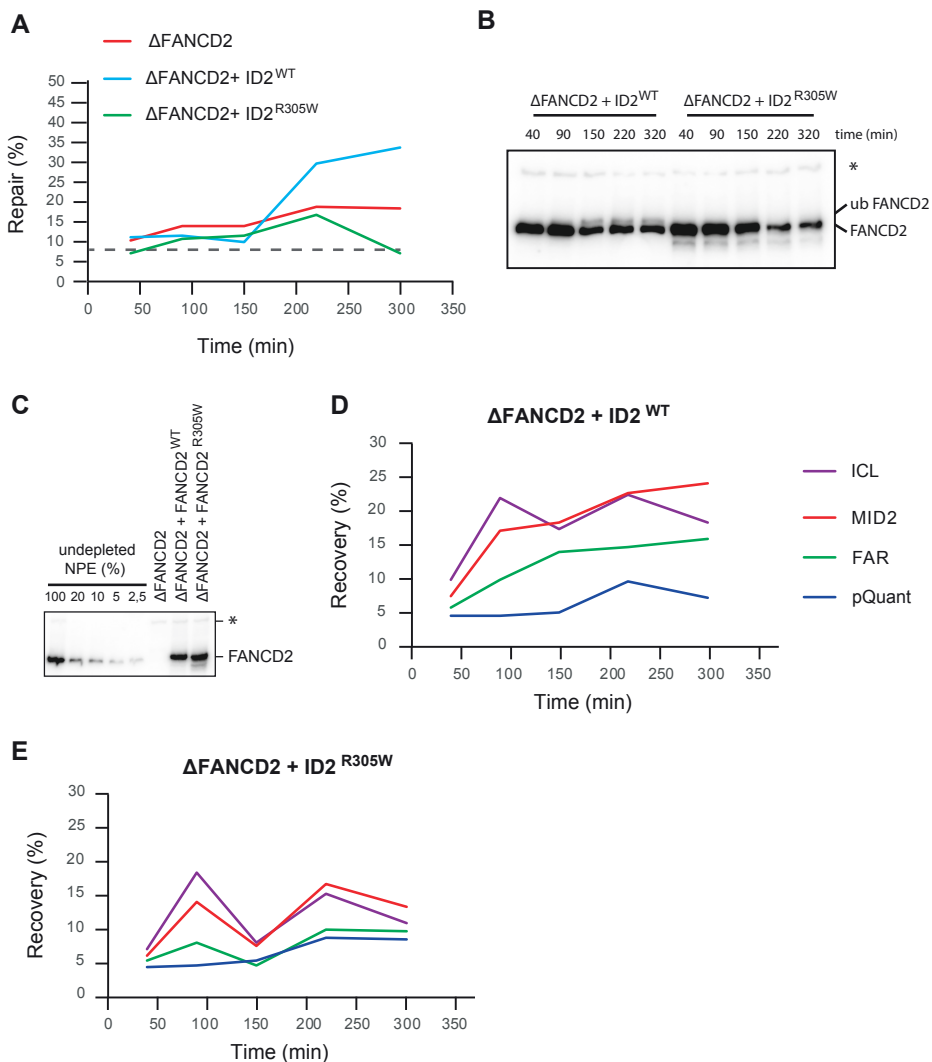 A
ΔFANCD2
ΔFANCD2+ ID2WT
ΔFANCD2+ ID2R305W
50
45
40
35
30
25
20
15
10
5
0
Repair (%)
0 50 100 150 200 250 300 350
Time (min)
B
ΔFANCD2 + ID2WT ΔFANCD2 + ID2R305W
40 90 150 220 320 40 90 150 220 320 time (min)
*
ub FANCD2
FANCD2
C
undepleted
NPE (%)
100 20 10 5 2,5
ΔFANCD2
ΔFANCD2 + FANCD2WT
ΔFANCD2 + FANCD2R305W
*
FANCD2
D
ΔFANCD2 + ID2 WT
30
25
20
15
10
5
0
Recovery (%)
0 50 100 150 200 250 300 350
Time (min)
ICL
MID2
FAR
pQuant
E
ΔFANCD2 + ID2 R305W
30
25
20
15
10
5
0
Recovery (%)
0 50 100 150 200 250 300 350
Time (min)